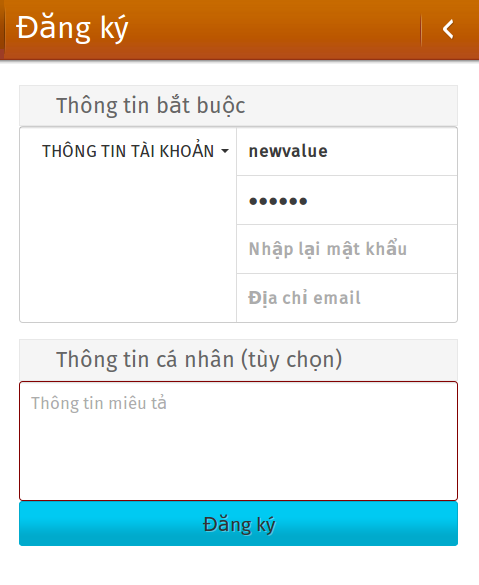 Đăng ký
Thông tin bắt buộc
THÔNG TIN TÀI KHOẢN
newvalue
••••••
Nhập lại mật khẩu
Địa chỉ email
Thông tin cá nhân (tùy chọn)
Thông tin miêu tả
Đăng ký